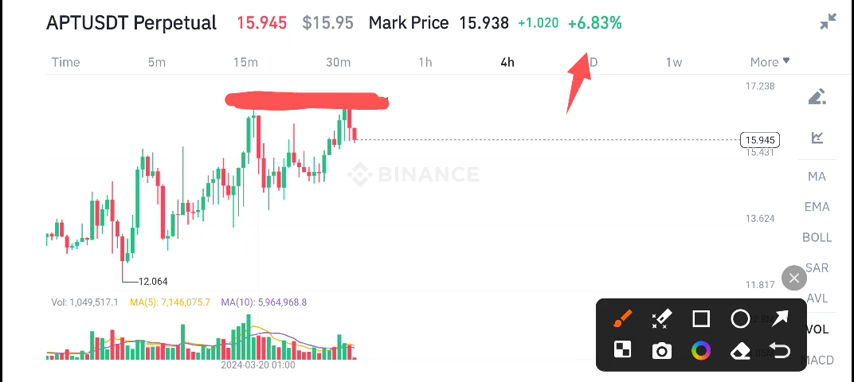 APTUSDT Perpetual 15.945 $15.95 Mark Price 15.938 +1.020 +6.83%
Time 5m 15m 30m 1h 4h D 1w More
17.238
15.945
15.431
BINANCE
MA
EMA
13.624
BOLL
SAR
12.064
11.817
AVL
Vol: 1,049,517.1 MA(5): 7,146,075.7 MA(10): 5,964,968.8
VOL
MACD
2024-03-20 01:00